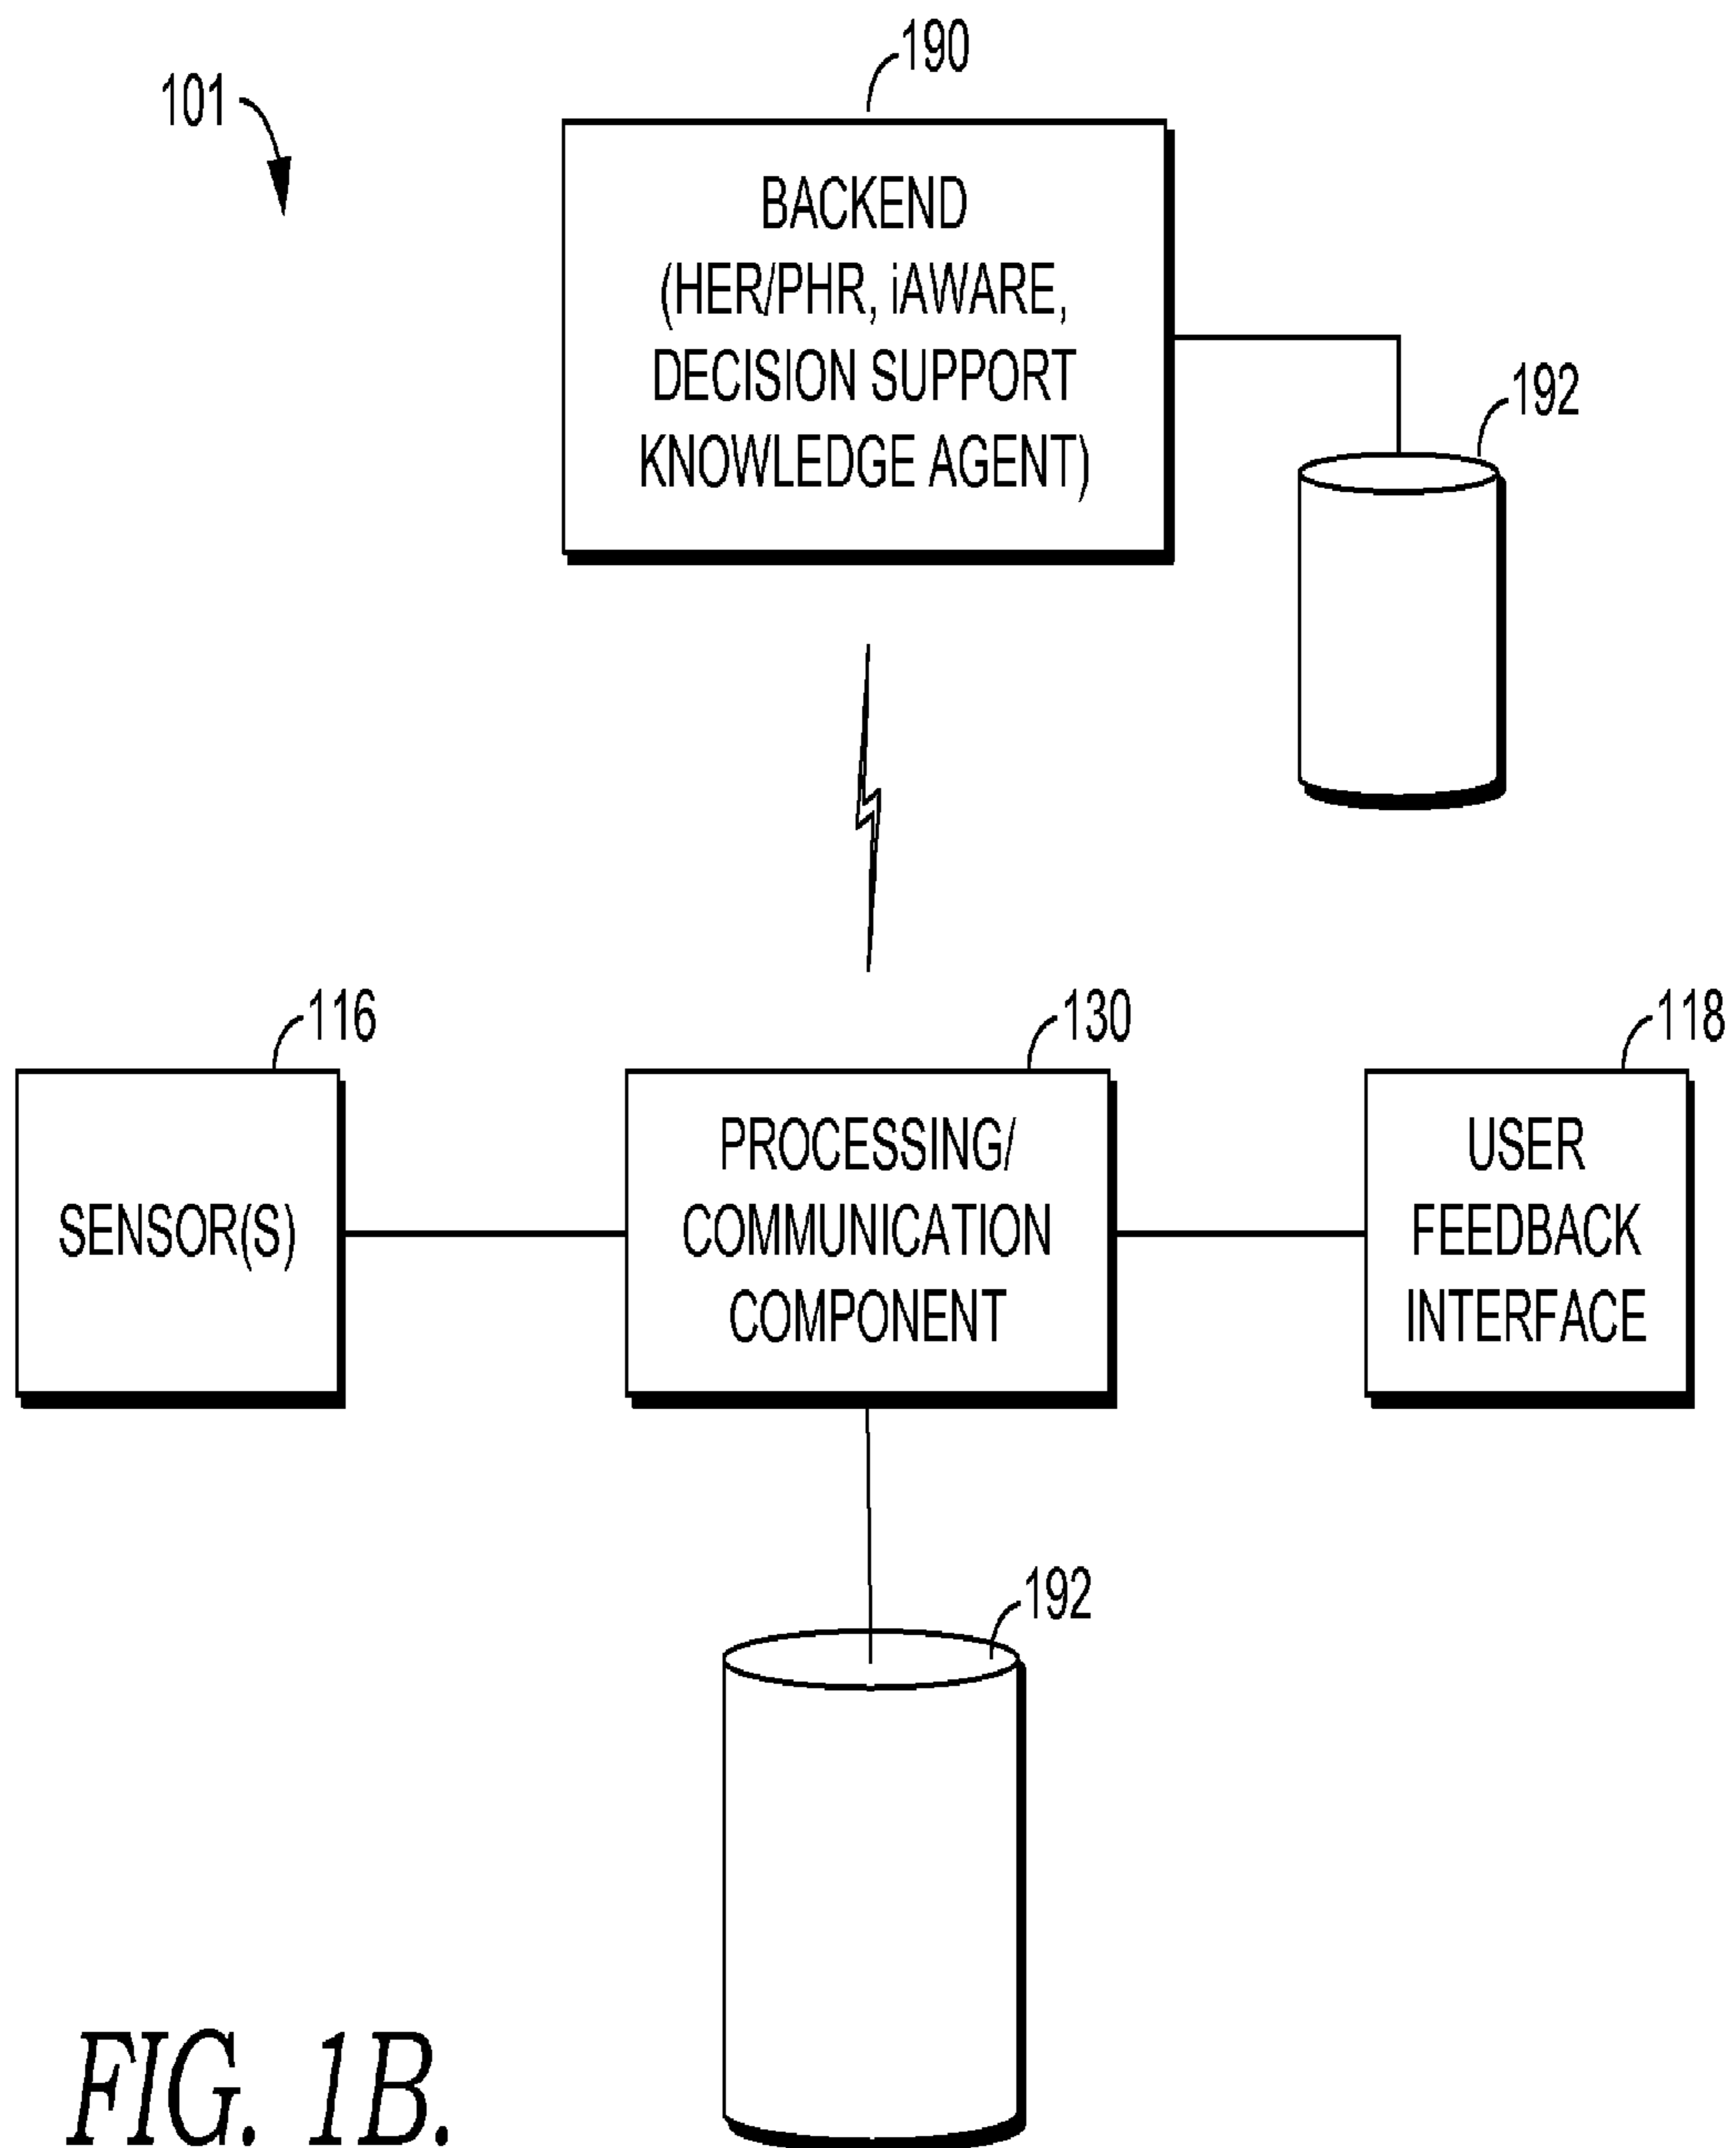 190
101
BACKEND
(HER/PHR, iAWARE,
DECISION SUPPORT
KNOWLEDGE AGENT)
192
116
130
118
SENSOR(S)
PROCESSING/
COMMUNICATION
COMPONENT
USER
FEEDBACK
INTERFACE
192
FIG. 1B.